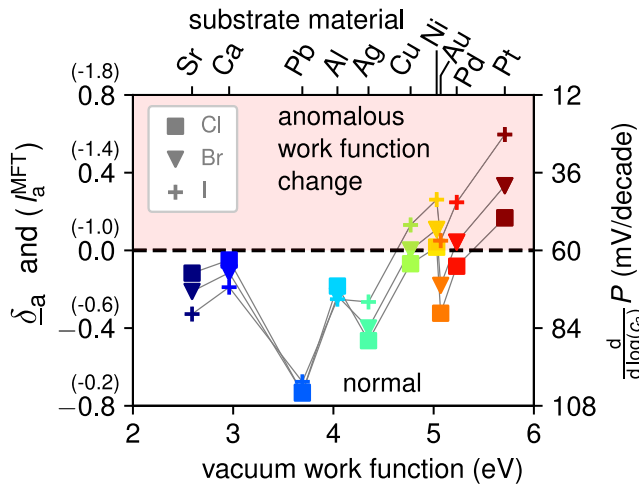 substrate material
Sr Ca Pb Al Ag Cu Ni Au Pd Pt
(-1.8)
0.8 12
anomalous
work function
change
Cl
Br
I
(-1.4)
0.4 36
(-1.0)
0.0 60
(-0.6)
−0.4 84
normal
(-0.2)
−0.8 108
δa and (laMFT)
d/d log(ca) P (mV/decade)
2 3 4 5 6
vacuum work function (eV)